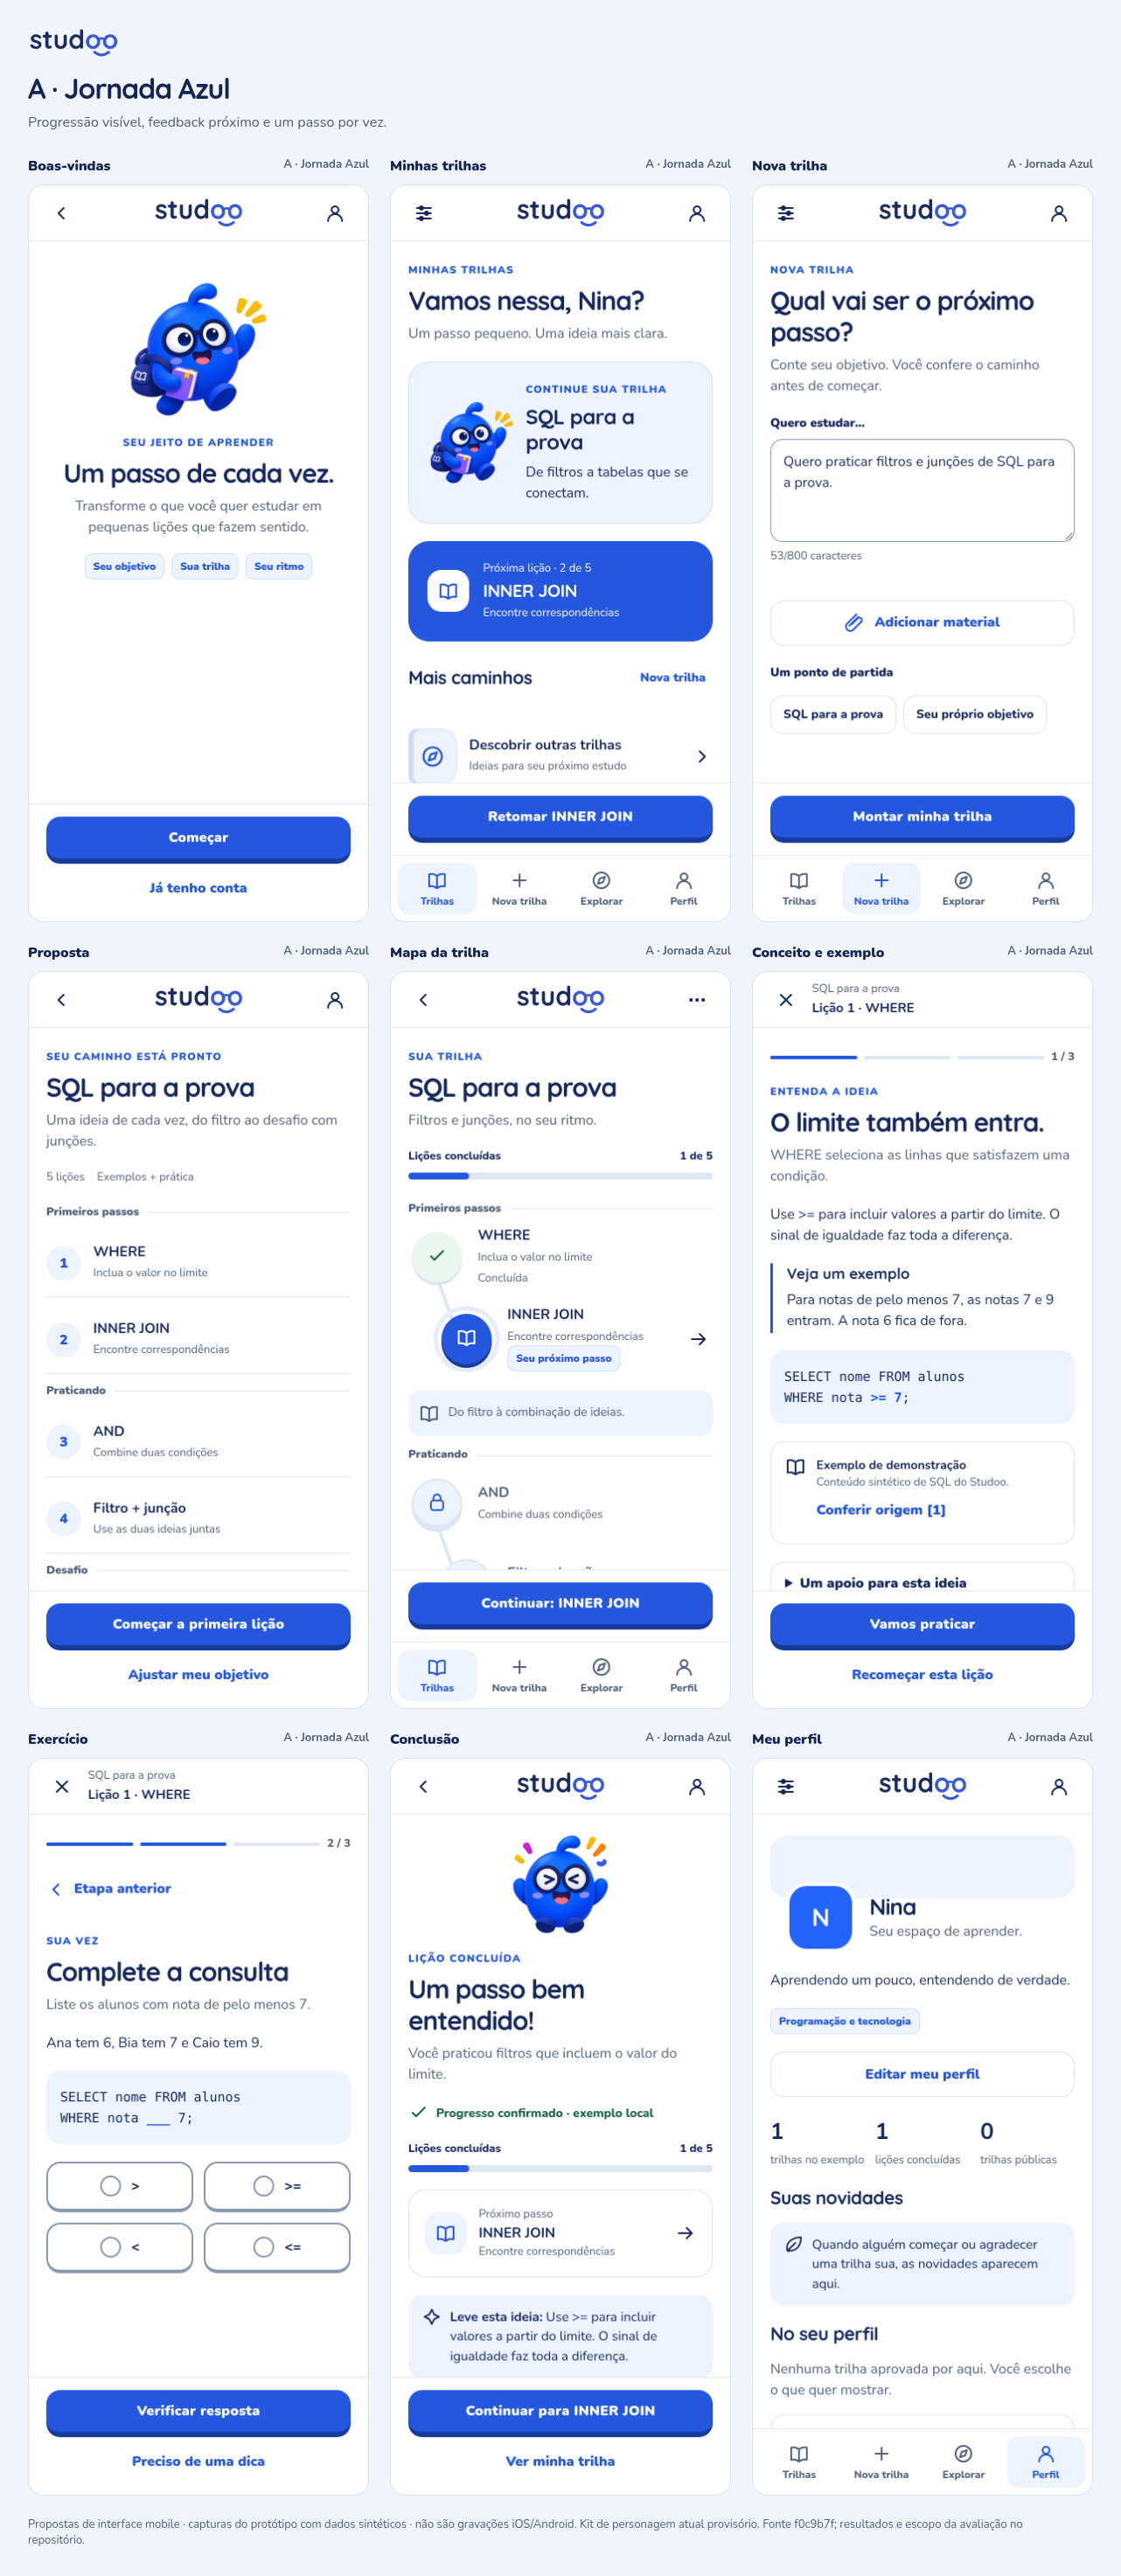 studoo
A · Jornada Azul
Progressão visível, feedback próximo e um passo por vez.
Boas-vindas
A · Jornada Azul
studoo
SEU JEITO DE APRENDER
Um passo de cada vez.
Transforme o que você quer estudar em
pequenas lições que fazem sentido.
Seu objetivo
Sua trilha
Seu ritmo
Começar
Já tenho conta
Minhas trilhas
A · Jornada Azul
studoo
MINHAS TRILHAS
Vamos nessa, Nina?
Um passo pequeno. Uma ideia mais clara.
CONTINUE SUA TRILHA
SQL para a
prova
De filtros a tabelas que se
conectam.
Próxima lição · 2 de 5
INNER JOIN
Encontre correspondências
Mais caminhos
Nova trilha
Descobrir outras trilhas
Ideias para seu próximo estudo
Retomar INNER JOIN
Trilhas
Nova trilha
Explorar
Perfil
Nova trilha
A · Jornada Azul
studoo
NOVA TRILHA
Qual vai ser o próximo
passo?
Conte seu objetivo. Você confere o caminho
antes de começar.
Quero estudar...
Quero praticar filtros e junções de SQL para
a prova.
53/800 caracteres
Adicionar material
Um ponto de partida
SQL para a prova
Seu próprio objetivo
Montar minha trilha
Trilhas
Nova trilha
Explorar
Perfil
Proposta
A · Jornada Azul
studoo
SEU CAMINHO ESTÁ PRONTO
SQL para a prova
Uma ideia de cada vez, do filtro ao desafio com
junções.
5 lições Exemplos + prática
Primeiros passos
1
WHERE
Inclua o valor no limite
2
INNER JOIN
Encontre correspondências
Praticando
3
AND
Combine duas condições
4
Filtro + junção
Use as duas ideias juntas
Desafio
Começar a primeira lição
Ajustar meu objetivo
Mapa da trilha
A · Jornada Azul
studoo
SUA TRILHA
SQL para a prova
Filtros e junções, no seu ritmo.
Lições concluídas
1 de 5
Primeiros passos
WHERE
Inclua o valor no limite
Concluída
INNER JOIN
Encontre correspondências
Seu próximo passo
Do filtro à combinação de ideias.
Praticando
AND
Combine duas condições
Continuar: INNER JOIN
Trilhas
Nova trilha
Explorar
Perfil
Conceito e exemplo
A · Jornada Azul
SQL para a prova
Lição 1 · WHERE
1 / 3
ENTENDA A IDEIA
O limite também entra.
WHERE seleciona as linhas que satisfazem uma
condição.
Use >= para incluir valores a partir do limite. O
sinal de igualdade faz toda a diferença.
Veja um exemplo
Para notas de pelo menos 7, as notas 7 e 9
entram. A nota 6 fica de fora.
SELECT nome FROM alunos
WHERE nota >= 7;
Exemplo de demonstração
Conteúdo sintético de SQL do Studoo.
Conferir origem [1]
Um apoio para esta ideia
Vamos praticar
Recomeçar esta lição
Exercício
A · Jornada Azul
SQL para a prova
Lição 1 · WHERE
2 / 3
Etapa anterior
SUA VEZ
Complete a consulta
Liste os alunos com nota de pelo menos 7.
Ana tem 6, Bia tem 7 e Caio tem 9.
SELECT nome FROM alunos
WHERE nota ___ 7;
>
>=
<
<=
Verificar resposta
Preciso de uma dica
Conclusão
A · Jornada Azul
studoo
LIÇÃO CONCLUÍDA
Um passo bem
entendido!
Você praticou filtros que incluem o valor do
limite.
Progresso confirmado · exemplo local
Lições concluídas
1 de 5
Próximo passo
INNER JOIN
Encontre correspondências
Leve esta ideia: Use >= para incluir
valores a partir do limite. O sinal de
igualdade faz toda a diferença.
Continuar para INNER JOIN
Ver minha trilha
Meu perfil
A · Jornada Azul
studoo
N
Nina
Seu espaço de aprender.
Aprendendo um pouco, entendendo de verdade.
Programação e tecnologia
Editar meu perfil
1
trilhas no exemplo
1
lições concluídas
0
trilhas públicas
Suas novidades
Quando alguém começar ou agradecer
uma trilha sua, as novidades aparecem
aqui.
No seu perfil
Nenhuma trilha aprovada por aqui. Você escolhe
o que quer mostrar.
Trilhas
Nova trilha
Explorar
Perfil
Propostas de interface mobile · capturas do protótipo com dados sintéticos · não são gravações iOS/Android. Kit de personagem atual provisório. Fonte f0c9b7f; resultados e escopo da avaliação no
repositório.